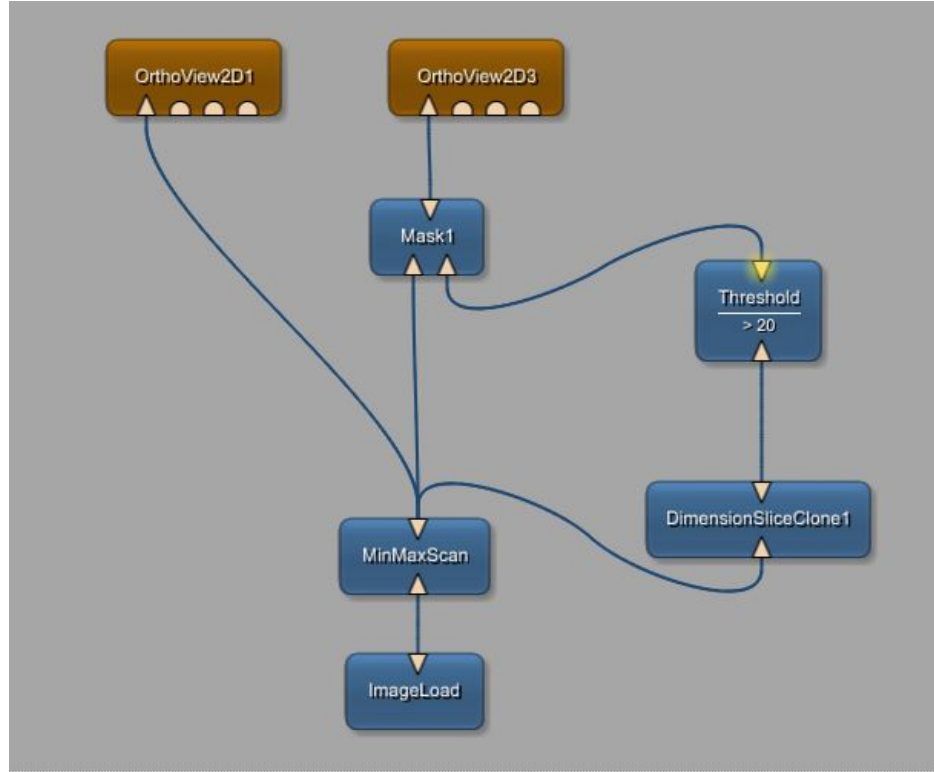 OrthoView2D1
OrthoView2D3
Mask1
Threshold
> 20
DimensionSliceClone1
MinMaxScan
ImageLoad